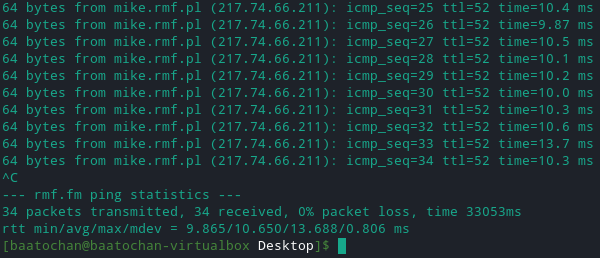 64 bytes from mike.rmf.pl (217.74.66.211): icmp_seq=25 ttl=52 time=10.4 ms
64 bytes from mike.rmf.pl (217.74.66.211): icmp_seq=26 ttl=52 time=9.87 ms
64 bytes from mike.rmf.pl (217.74.66.211): icmp_seq=27 ttl=52 time=10.5 ms
64 bytes from mike.rmf.pl (217.74.66.211): icmp_seq=28 ttl=52 time=10.1 ms
64 bytes from mike.rmf.pl (217.74.66.211): icmp_seq=29 ttl=52 time=10.2 ms
64 bytes from mike.rmf.pl (217.74.66.211): icmp_seq=30 ttl=52 time=10.0 ms
64 bytes from mike.rmf.pl (217.74.66.211): icmp_seq=31 ttl=52 time=10.3 ms
64 bytes from mike.rmf.pl (217.74.66.211): icmp_seq=32 ttl=52 time=10.6 ms
64 bytes from mike.rmf.pl (217.74.66.211): icmp_seq=33 ttl=52 time=13.7 ms
64 bytes from mike.rmf.pl (217.74.66.211): icmp_seq=34 ttl=52 time=10.3 ms
^C
--- rmf.fm ping statistics ---
34 packets transmitted, 34 received, 0% packet loss, time 33053ms
rtt min/avg/max/mdev = 9.865/10.650/13.688/0.806 ms
[baatochan@baatochan-virtualbox Desktop]$